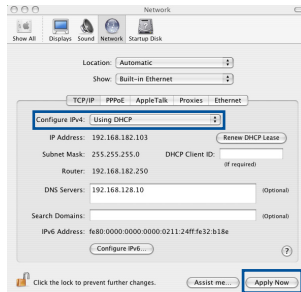 Network
Show All Displays Sound Network Startup Disk
Location: Automatic
Show: Built-in Ethernet
TCP/IP PPPoE AppleTalk Proxies Ethernet
Configure IPv4: Using DHCP
IP Address: 192.168.182.103 Renew DHCP Lease
Subnet Mask: 255.255.255.0 DHCP Client ID:
(If required)
Router: 192.168.182.250
DNS Servers: 192.168.128.10 (Optional)
Search Domains: (Optional)
IPv6 Address: fe80:0000:0000:0000:0211:24ff:fe32:b18e
Configure IPv6... ?
Click the lock to prevent further changes. Assist me... Apply Now